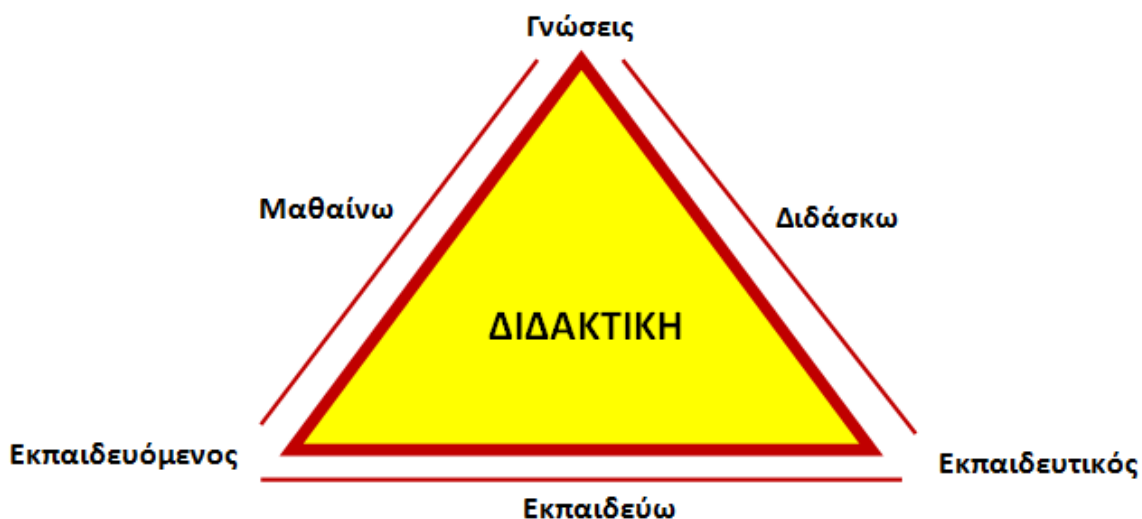 Γνώσεις
Μαθαίνω
Διδάσκω
ΔΙΔΑΚΤΙΚΗ
Εκπαιδευόμενος
Εκπαιδευτικός
Εκπαιδεύω